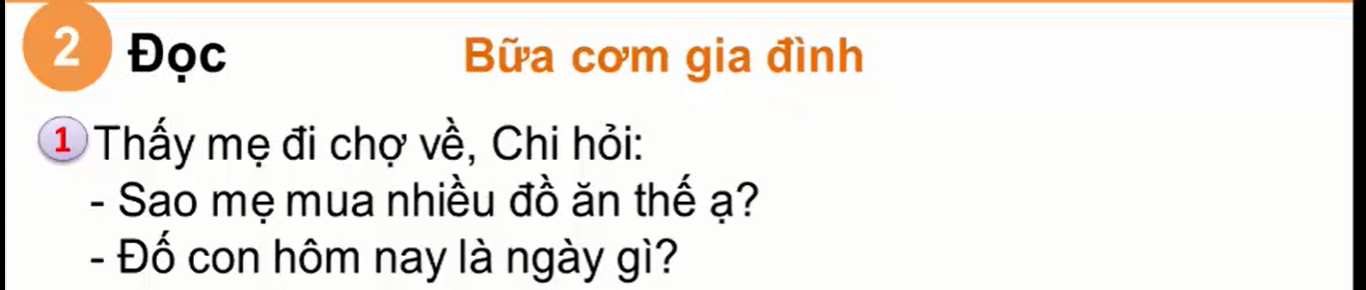 2 Đọc Bữa cơm gia đình
1 Thấy mẹ đi chợ về, Chi hỏi:
- Sao mẹ mua nhiều đồ ăn thế ạ?
- Đố con hôm nay là ngày gì?